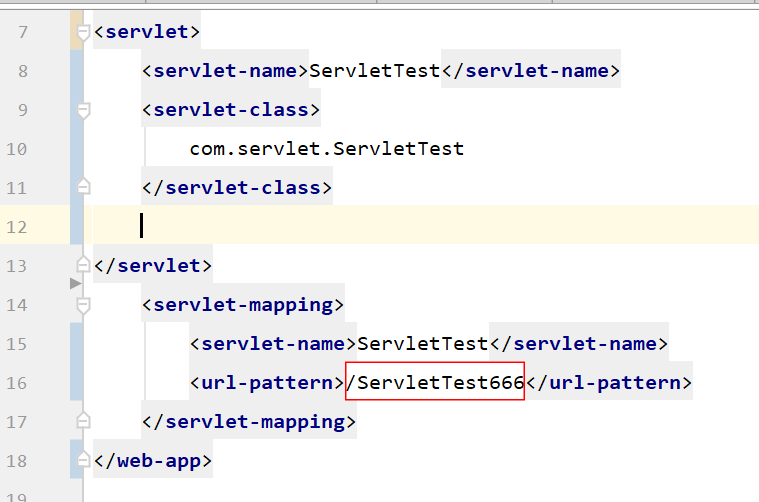 7 <servlet>
8 <servlet-name>ServletTest</servlet-name>
9 <servlet-class>
10 com.servlet.ServletTest
11 </servlet-class>
12
13 </servlet>
14 <servlet-mapping>
15 <servlet-name>ServletTest</servlet-name>
16 <url-pattern>/ServletTest666</url-pattern>
17 </servlet-mapping>
18 </web-app>
19